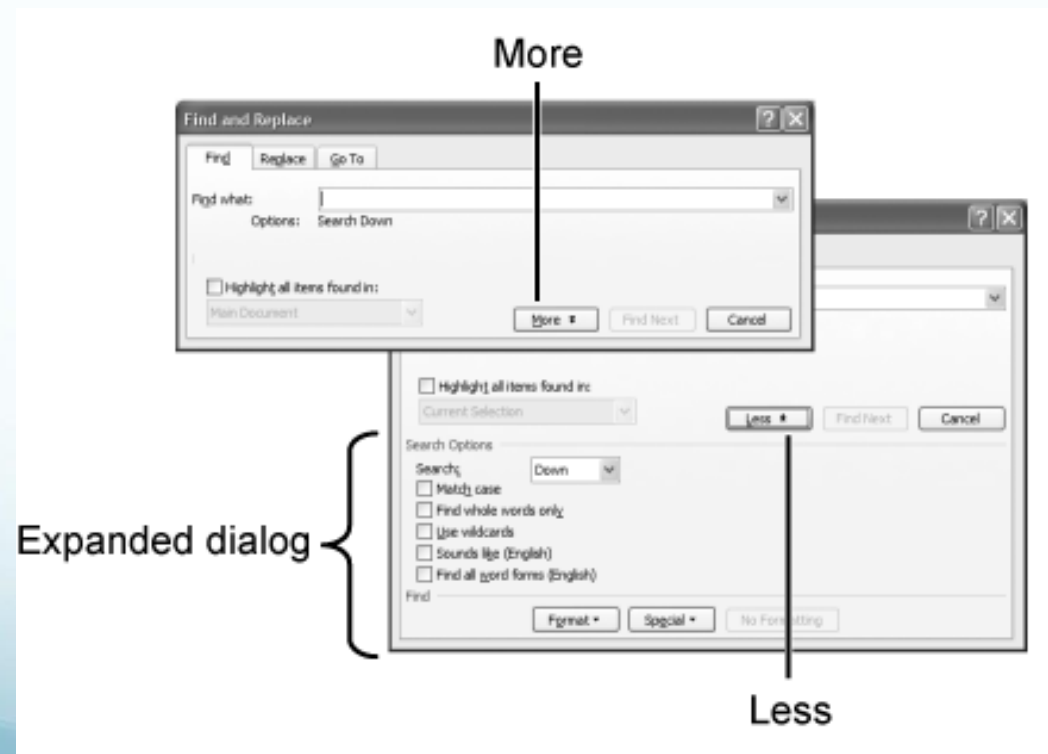 More
Find and Replace
Find Replace Go To
Find what:
Options: Search Down
Highlight all items found in:
Main Document
More Find Next Cancel
Highlight all items found in:
Current Selection
Less Find Next Cancel
Search Options
Search: Down
Match case
Find whole words only
Use wildcards
Sounds like (English)
Find all word forms (English)
Find
Format Special No Formatting
Expanded dialog
Less